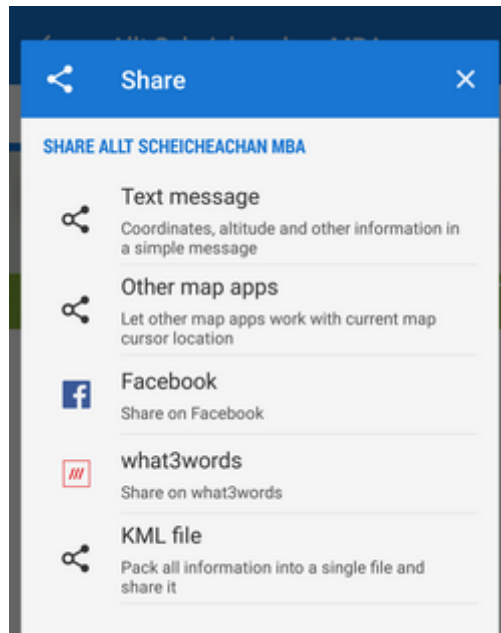 Share
SHARE ALLT SCHEICHEACHAN MBA
Text message
Coordinates, altitude and other information in
a simple message
Other map apps
Let other map apps work with current map
cursor location
Facebook
Share on Facebook
what3words
Share on what3words
KML file
Pack all information into a single file and
share it